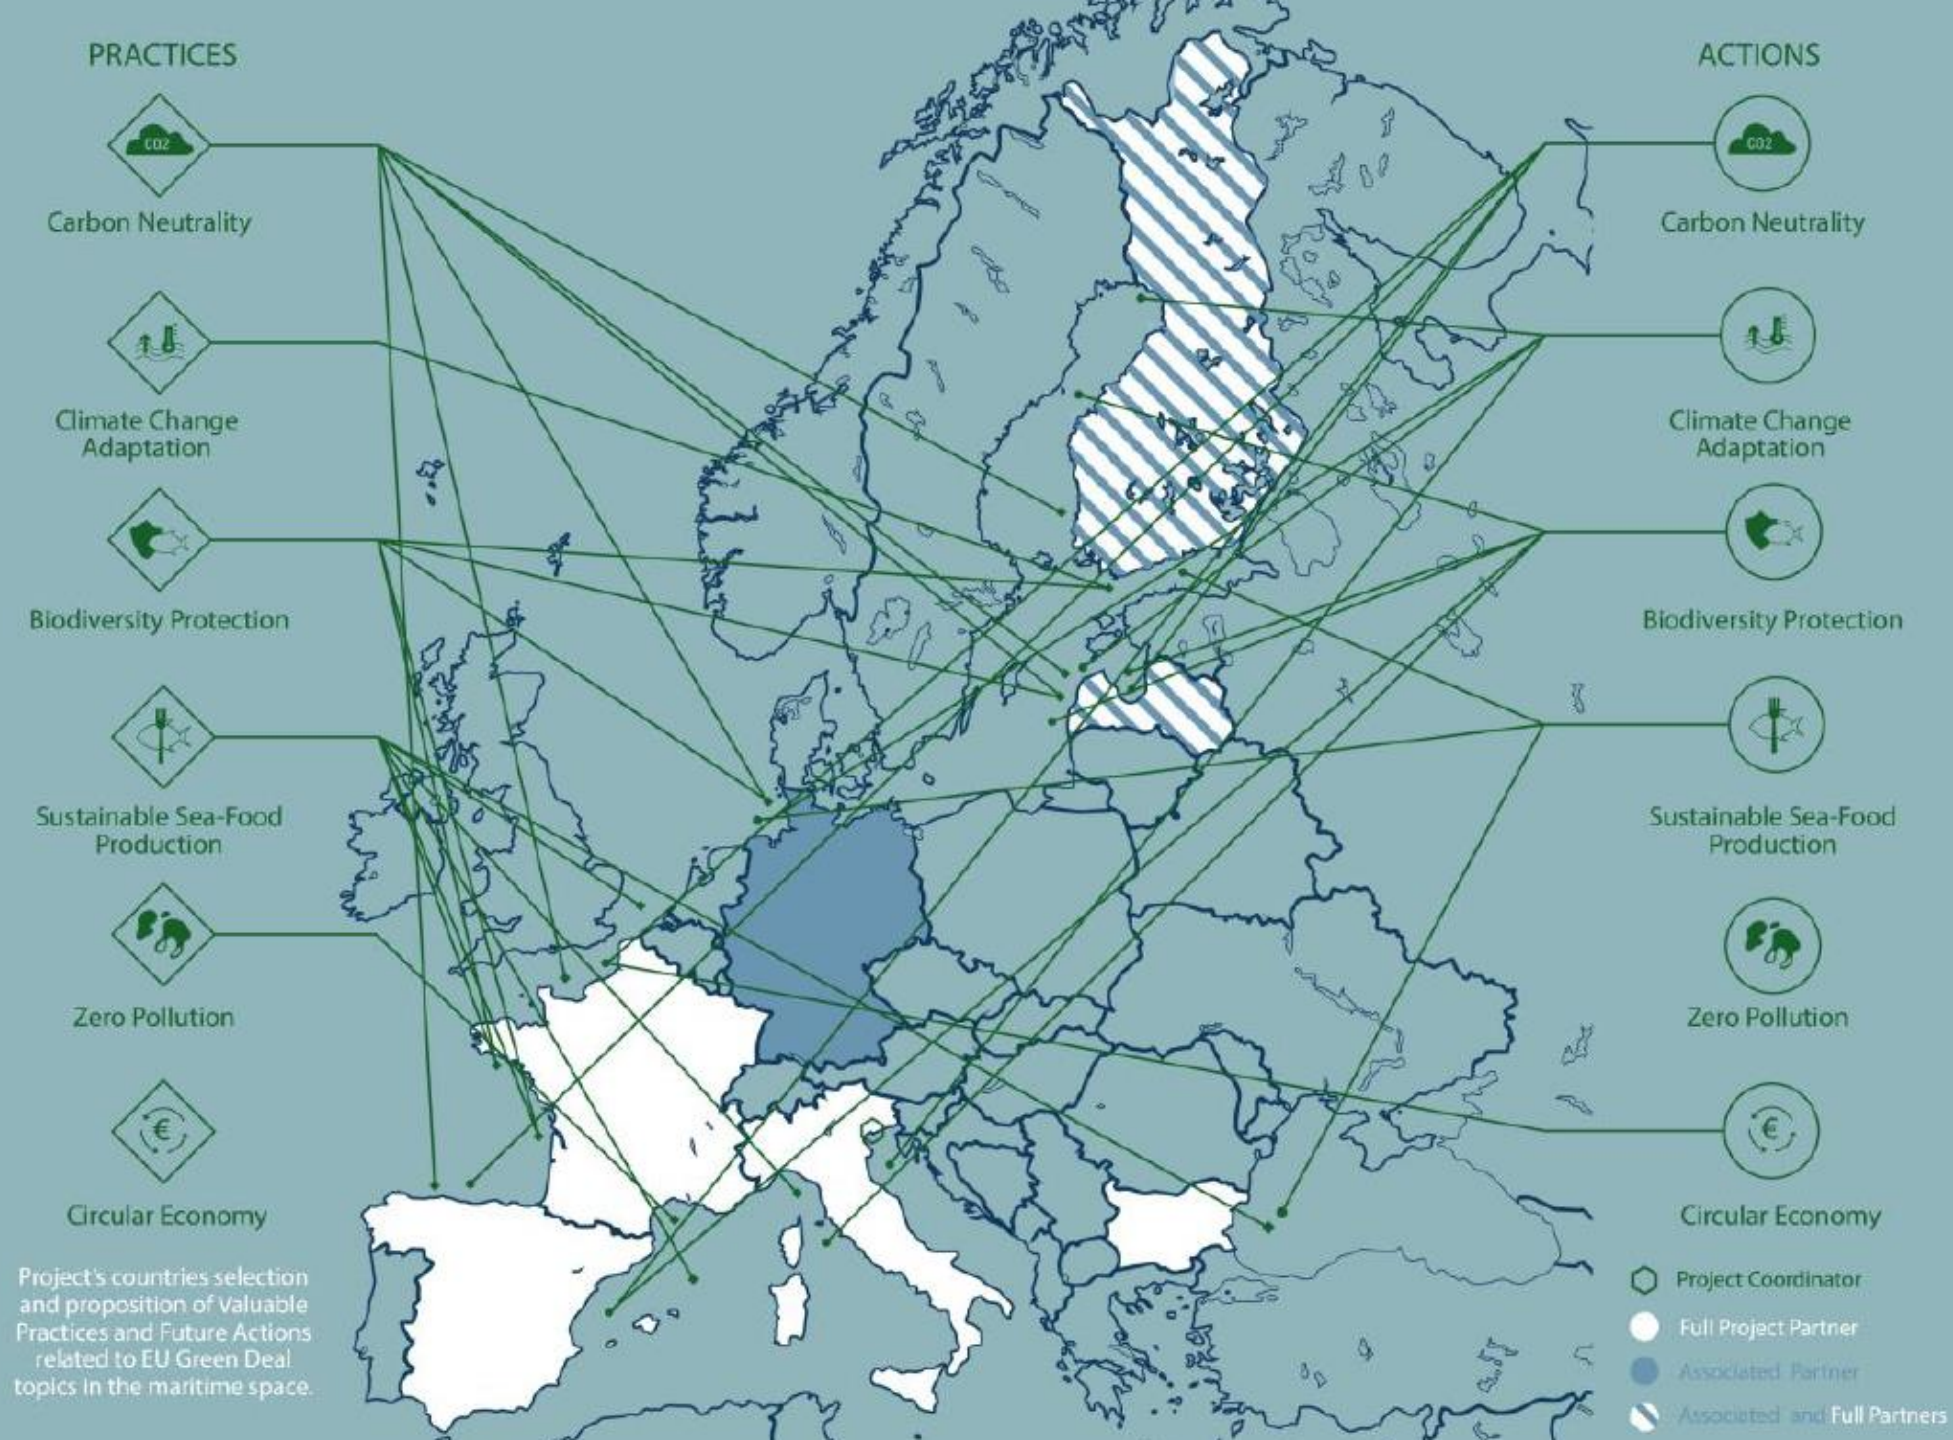 PRACTICES
CO2
Carbon Neutrality
Climate Change
Adaptation
Biodiversity Protection
Sustainable Sea-Food
Production
Zero Pollution
€
Circular Economy
Project's countries selection
and proposition of Valuable
Practices and Future Actions
related to EU Green Deal
topics in the maritime space.
ACTIONS
CO2
Carbon Neutrality
Climate Change
Adaptation
Biodiversity Protection
Sustainable Sea-Food
Production
Zero Pollution
€
Circular Economy
Project Coordinator
Full Project Partner
Associated Partner
Associated and Full Partners